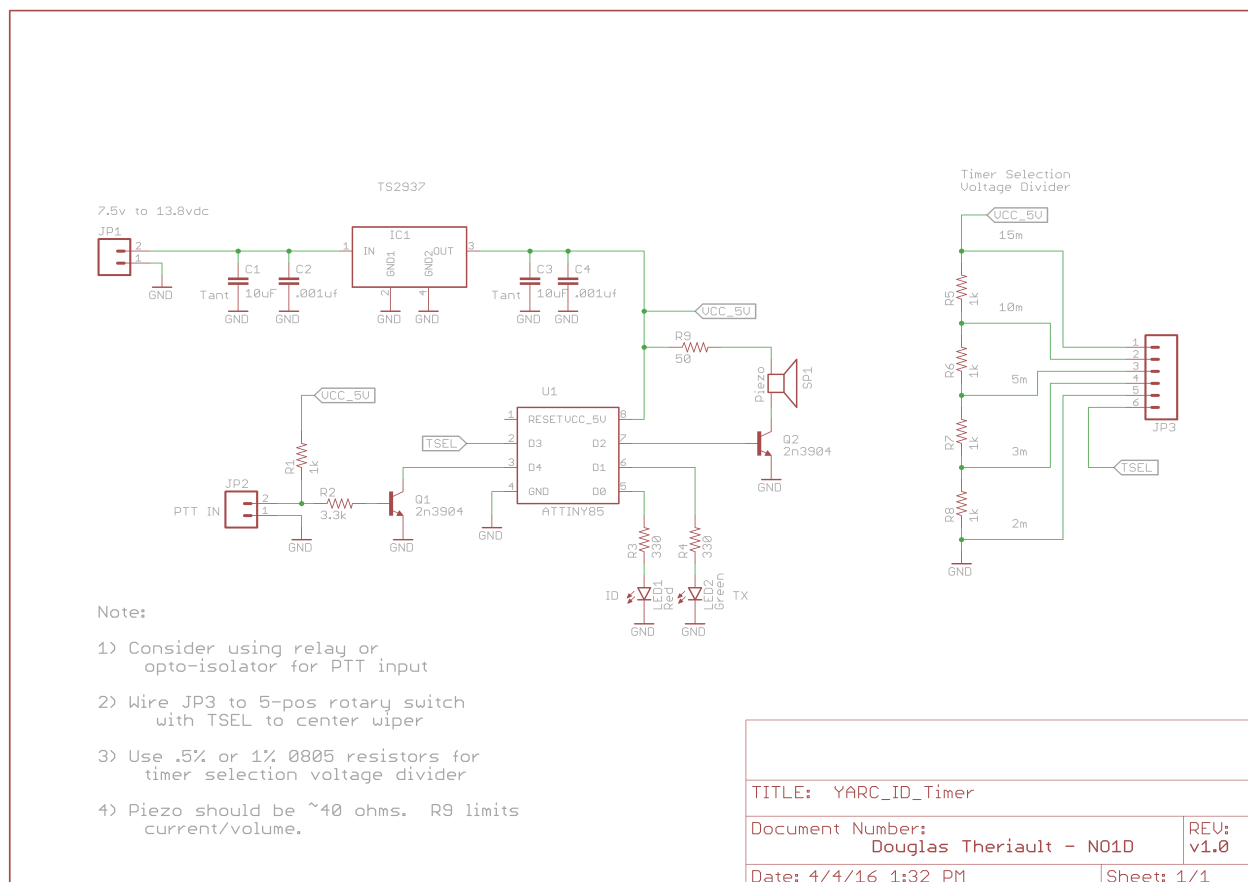 TS2937
7.5v to 13.8vdc
JP1
2
1
GND
C1
Tant
10uF
GND
C2
.001uf
GND
IC1
1
IN
GND1
GND2
OUT
3
2
4
GND
GND
C3
Tant
10uF
GND
C4
.001uf
GND
VCC_5V
R9
50
Piezo
SP1
Q2
2n3904
GND
U1
1
RESET
VCC_5V
8
TSEL
2
D3
D2
7
3
D4
D1
6
4
GND
D0
5
ATTINY85
GND
VCC_5V
R1
1k
JP2
PTT IN
2
1
GND
R2
3.3k
Q1
2n3904
GND
R3
330
R4
330
ID
LED1
Red
GND
LED2
Green
TX
GND
Timer Selection
Voltage Divider
VCC_5V
15m
R5
1k
10m
R6
1k
5m
R7
1k
3m
R8
1k
2m
GND
1
2
3
4
5
6
JP3
TSEL
Note:
1) Consider using relay or
opto-isolator for PTT input
2) Wire JP3 to 5-pos rotary switch
with TSEL to center wiper
3) Use .5% or 1% 0805 resistors for
timer selection voltage divider
4) Piezo should be ~40 ohms. R9 limits
current/volume.
TITLE: YARC_ID_Timer
Document Number:
Douglas Theriault - NO1D
REV:
v1.0
Date: 4/4/16 1:32 PM
Sheet: 1/1